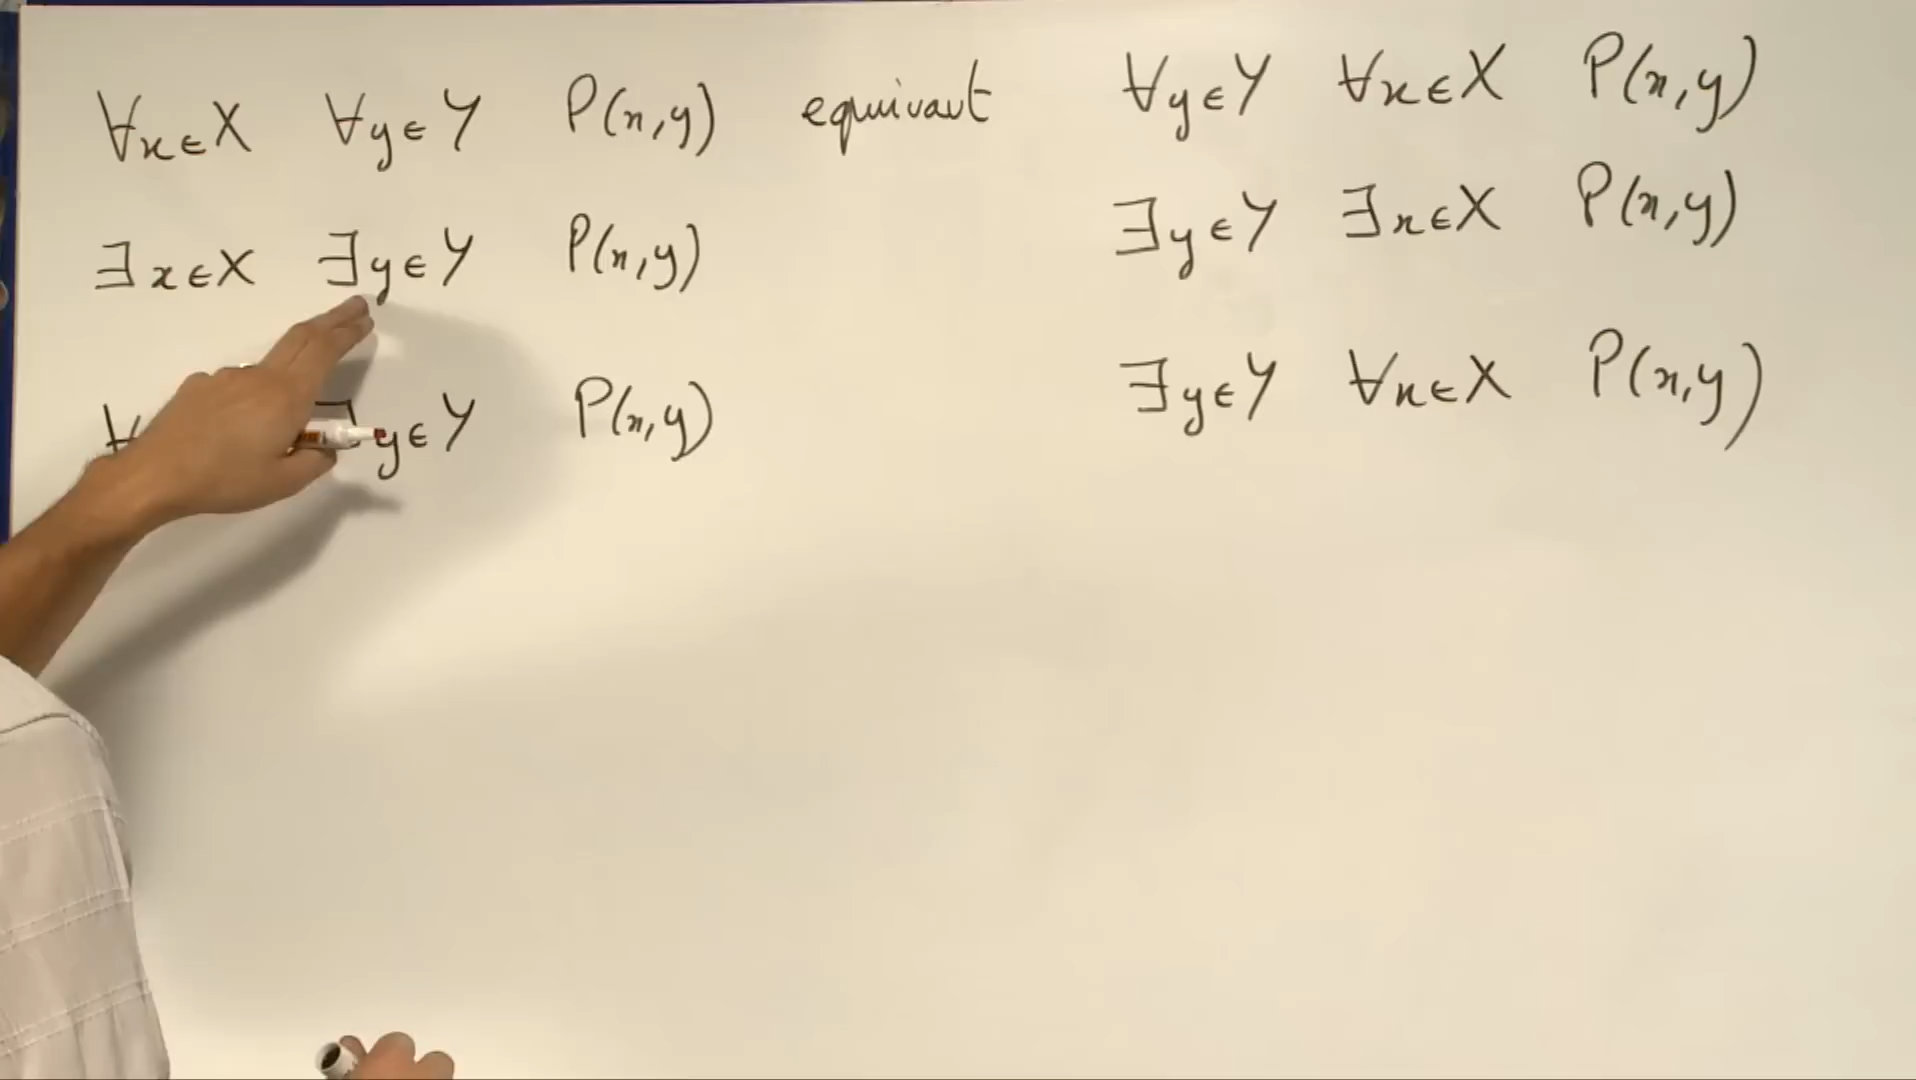 ∀x∈X ∀y∈Y P(x,y) equivaut ∀y∈Y ∀x∈X P(x,y)
∃x∈X ∃y∈Y P(x,y) ∃y∈Y ∃x∈X P(x,y)
∀ ∃y∈Y P(x,y) ∃y∈Y ∀x∈X P(x,y)